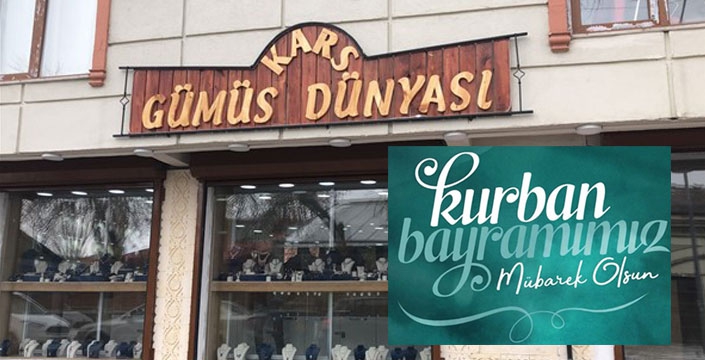 KARS
GÜMÜS DÜNYASI
kurban
bayramımız
Mübarek Olsun